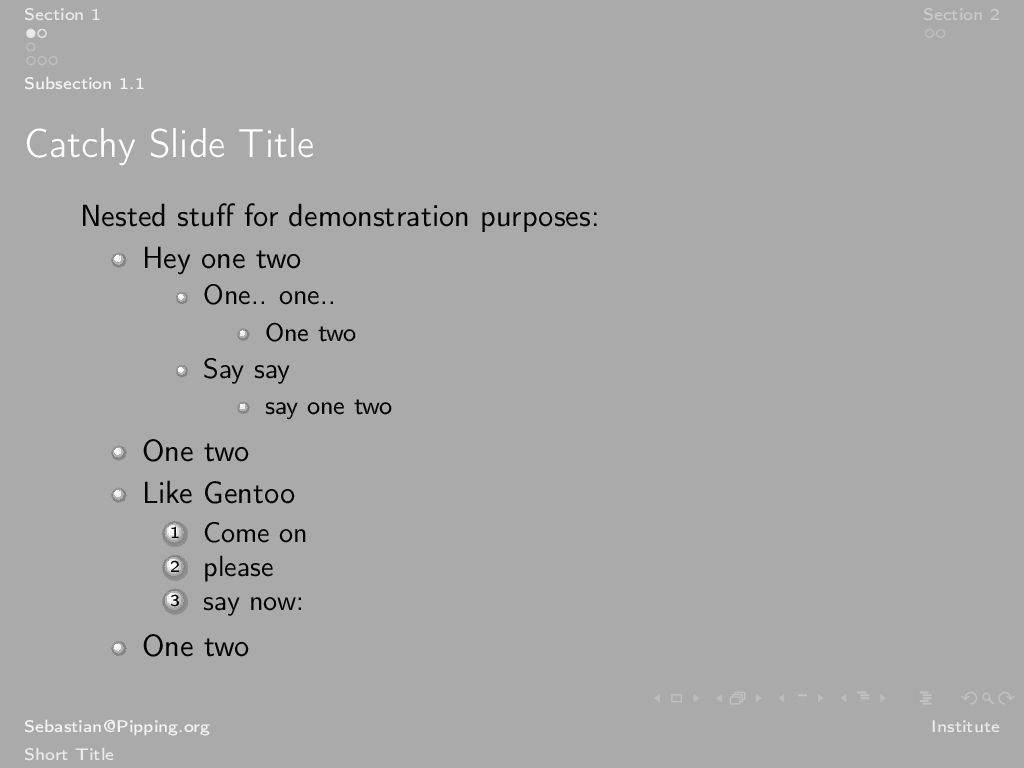 Section 1
Section 2
Subsection 1.1
Catchy Slide Title
Nested stuff for demonstration purposes:
Hey one two
One.. one..
One two
Say say
say one two
One two
Like Gentoo
1 Come on
2 please
3 say now:
One two
Sebastian@Pipping.org
Institute
Short Title